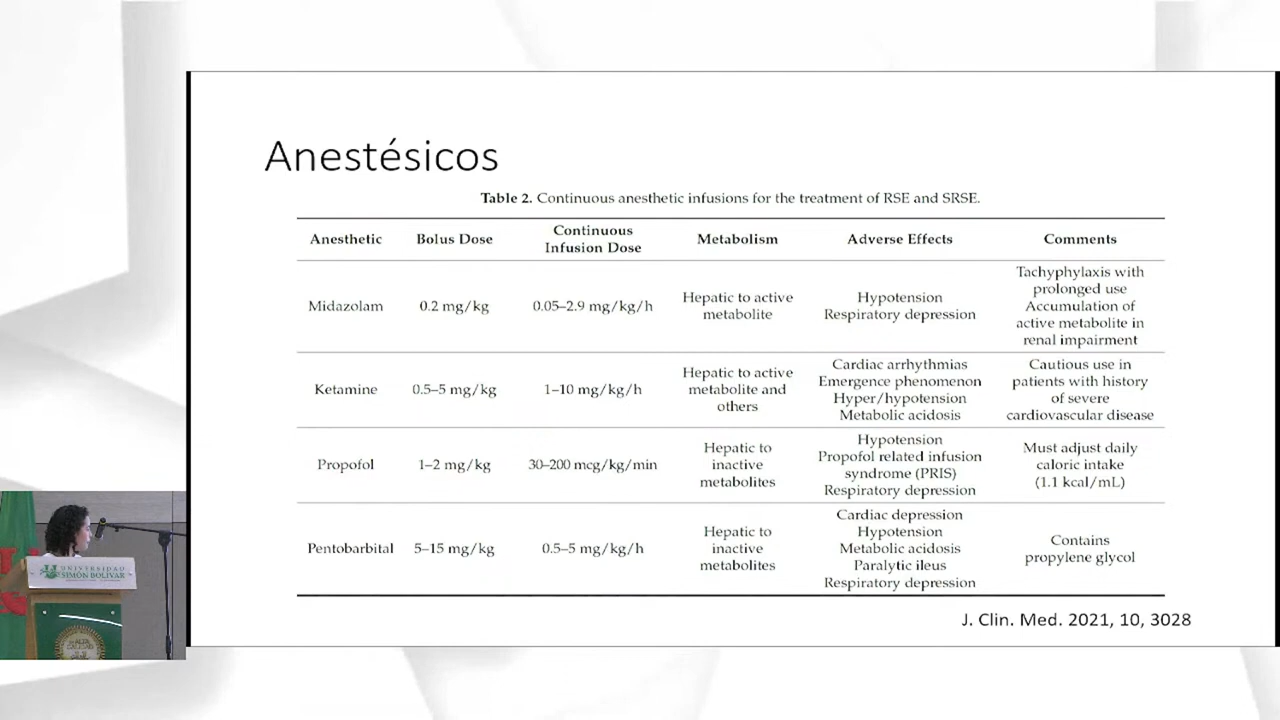 Anestésicos
Table 2. Continuous anesthetic infusions for the treatment of RSE and SRSE.
Anesthetic
Bolus Dose
Continuous
Infusion Dose
Metabolism
Adverse Effects
Comments
Midazolam
0.2 mg/kg
0.05–2.9 mg/kg/h
Hepatic to active
metabolite
Hypotension
Respiratory depression
Tachyphylaxis with
prolonged use
Accumulation of
active metabolite in
renal impairment
Ketamine
0.5–5 mg/kg
1–10 mg/kg/h
Hepatic to active
metabolite and
others
Cardiac arrhythmias
Emergence phenomenon
Hyper/hypotension
Metabolic acidosis
Cautious use in
patients with history
of severe
cardiovascular disease
Propofol
1–2 mg/kg
30–200 mcg/kg/min
Hepatic to
inactive
metabolites
Hypotension
Propofol related infusion
syndrome (PRIS)
Respiratory depression
Must adjust daily
caloric intake
(1.1 kcal/mL)
Pentobarbital
5–15 mg/kg
0.5–5 mg/kg/h
Hepatic to
inactive
metabolites
Cardiac depression
Hypotension
Metabolic acidosis
Paralytic ileus
Respiratory depression
Contains
propylene glycol
J. Clin. Med. 2021, 10, 3028
UNIVERSIDAD
SIMÓN BOLÍVAR